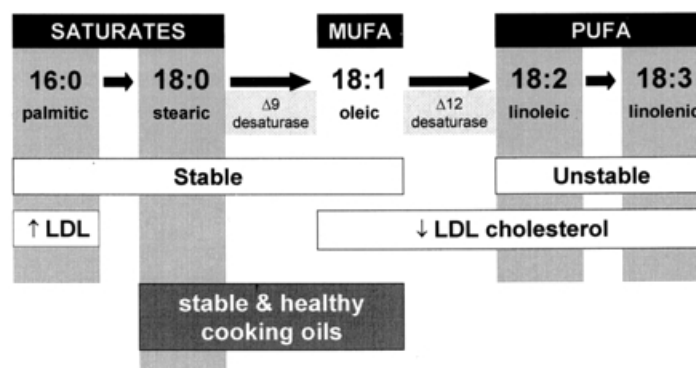 SATURATES MUFA PUFA
16:0 18:0 18:1 18:2 18:3
palmitic stearic Δ9 desaturase oleic Δ12 desaturase linoleic linolenic
Stable Unstable
↑ LDL ↓ LDL cholesterol
stable & healthy
cooking oils